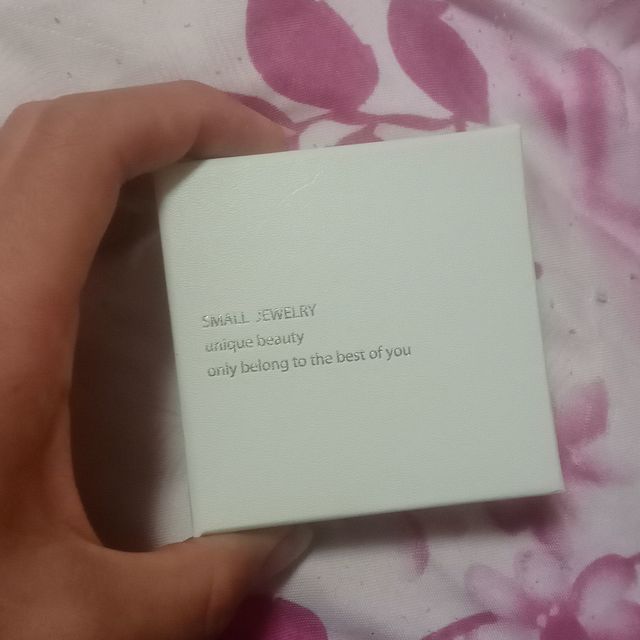 SMALL JEWELRY
unique beauty
only belong to the best of you